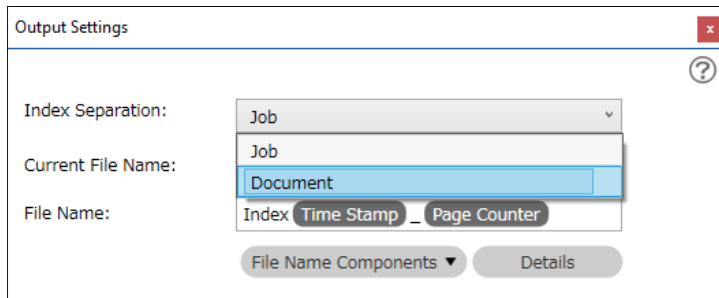 Output Settings
x
?
Index Separation:
Job
Job
Document
Current File Name:
File Name:
Index Time Stamp _ Page Counter
File Name Components ▼
Details